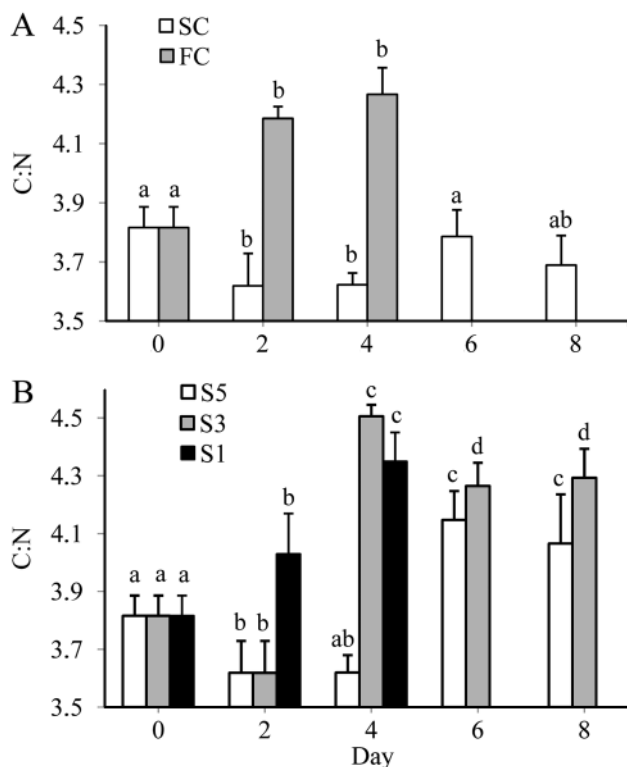 A
SC
FC
4.5
4.3
4.1
3.9
3.7
3.5
C:N
a a
b b
b b
a
ab
0 2 4 6 8
B
S5
S3
S1
4.5
4.3
4.1
3.9
3.7
3.5
C:N
a a a
b b b
ab c c
c d
c d
0 2 4 6 8
Day